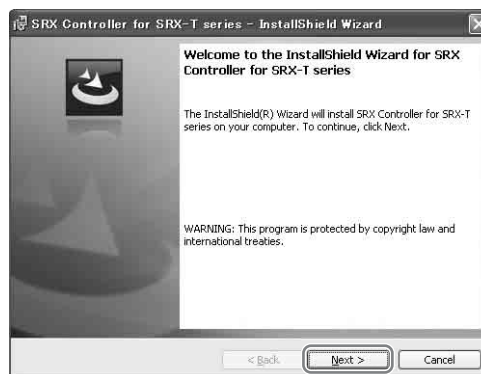 SRX Controller for SRX-T series - InstallShield Wizard
Welcome to the InstallShield Wizard for SRX
Controller for SRX-T series
The InstallShield(R) Wizard will install SRX Controller for SRX-T
series on your computer. To continue, click Next.
WARNING: This program is protected by copyright law and
international treaties.
< Back
Next >
Cancel